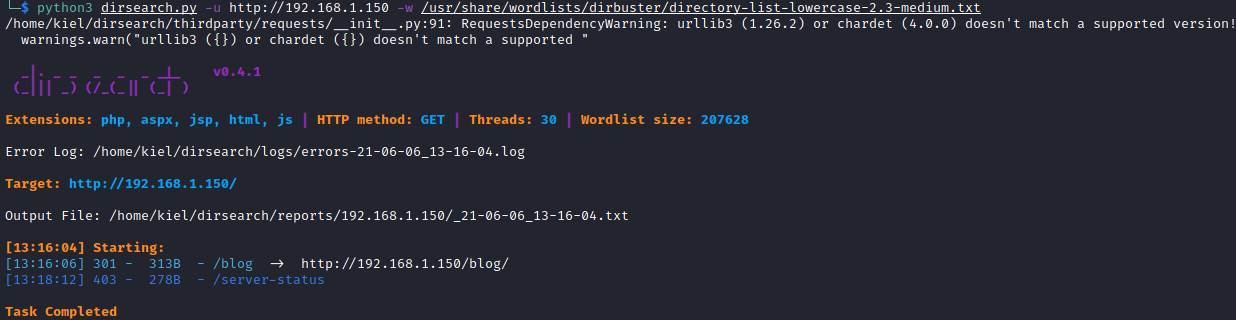 └─$ python3 dirsearch.py -u http://192.168.1.150 -w /usr/share/wordlists/dirbuster/directory-list-lowercase-2.3-medium.txt
/home/kiel/dirsearch/thirdparty/requests/__init__.py:91: RequestsDependencyWarning: urllib3 (1.26.2) or chardet (4.0.0) doesn't match a supported version!
  warnings.warn("urllib3 ({}) or chardet ({}) doesn't match a supported "
  _|. _ _  _  _  _ _|_    v0.4.1
 (_||| _) (/_(_|| (_| )
Extensions: php, aspx, jsp, html, js | HTTP method: GET | Threads: 30 | Wordlist size: 207628
Error Log: /home/kiel/dirsearch/logs/errors-21-06-06_13-16-04.log
Target: http://192.168.1.150/
Output File: /home/kiel/dirsearch/reports/192.168.1.150/_21-06-06_13-16-04.txt
[13:16:04] Starting:
[13:16:06] 301 -  313B  - /blog  →  http://192.168.1.150/blog/
[13:18:12] 403 -  278B  - /server-status
Task Completed